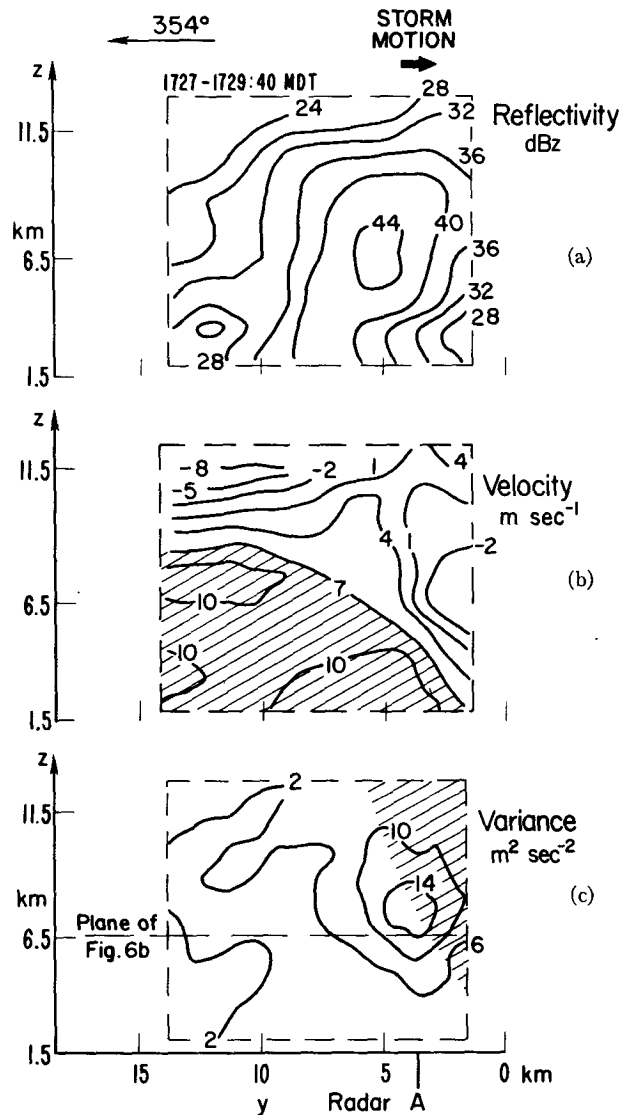 354°
STORM
MOTION
z
1727-1729:40 MDT
28
24
32
11.5
Reflectivity
dBz
36
km
44
40
6.5
36
(a)
32
28
28
1.5
z
11.5
-8
-2
1
4
-5
Velocity
m sec⁻¹
4
1
-2
(b)
6.5
10
7
10
10
1.5
z
2
11.5
10
Variance
m² sec⁻²
km
14
(c)
Plane of
Fig. 6b
6.5
6
2
1.5
15
10
5
0 km
y
Radar A